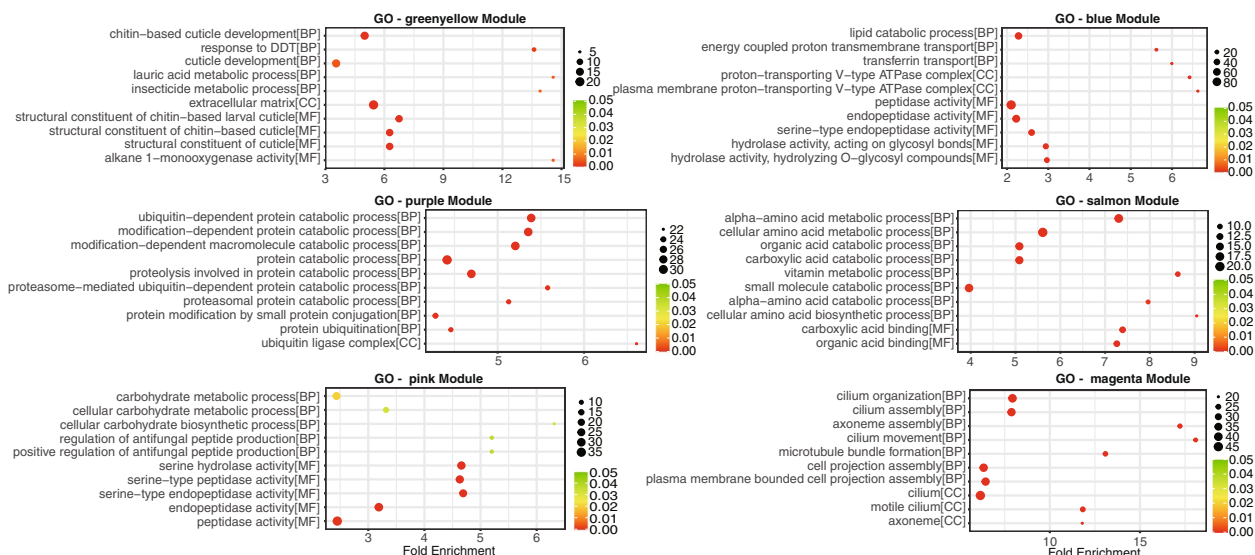 GO - greenyellow Module
chitin-based cuticle development[BP]
response to DDT[BP]
cuticle development[BP]
lauric acid metabolic process[BP]
insecticide metabolic process[BP]
extracellular matrix[CC]
structural constituent of chitin-based larval cuticle[MF]
structural constituent of chitin-based cuticle[MF]
structural constituent of cuticle[MF]
alkane 1-monooxygenase activity[MF]
3 6 9 12 15
5
10
15
20
0.05
0.04
0.03
0.02
0.01
0.00
GO - blue Module
lipid catabolic process[BP]
energy coupled proton transmembrane transport[BP]
transferrin transport[BP]
proton-transporting V-type ATPase complex[CC]
plasma membrane proton-transporting V-type ATPase complex[CC]
peptidase activity[MF]
endopeptidase activity[MF]
serine-type endopeptidase activity[MF]
hydrolase activity, acting on glycosyl bonds[MF]
hydrolase activity, hydrolyzing O-glycosyl compounds[MF]
2 3 4 5 6
20
40
60
80
0.05
0.04
0.03
0.02
0.01
0.00
GO - purple Module
ubiquitin-dependent protein catabolic process[BP]
modification-dependent protein catabolic process[BP]
modification-dependent macromolecule catabolic process[BP]
protein catabolic process[BP]
proteolysis involved in protein catabolic process[BP]
proteasome-mediated ubiquitin-dependent protein catabolic process[BP]
proteasomal protein catabolic process[BP]
protein modification by small protein conjugation[BP]
protein ubiquitination[BP]
ubiquitin ligase complex[CC]
5 6
22
24
26
28
30
0.05
0.04
0.03
0.02
0.01
0.00
GO - salmon Module
alpha-amino acid metabolic process[BP]
cellular amino acid metabolic process[BP]
organic acid catabolic process[BP]
carboxylic acid catabolic process[BP]
vitamin metabolic process[BP]
small molecule catabolic process[BP]
alpha-amino acid catabolic process[BP]
cellular amino acid biosynthetic process[BP]
carboxylic acid binding[MF]
organic acid binding[MF]
4 5 6 7 8 9
10.0
12.5
15.0
17.5
20.0
0.05
0.04
0.03
0.02
0.01
0.00
GO - pink Module
carbohydrate metabolic process[BP]
cellular carbohydrate metabolic process[BP]
cellular carbohydrate biosynthetic process[BP]
regulation of antifungal peptide production[BP]
positive regulation of antifungal peptide production[BP]
serine hydrolase activity[MF]
serine-type peptidase activity[MF]
serine-type endopeptidase activity[MF]
endopeptidase activity[MF]
peptidase activity[MF]
3 4 5 6
Fold Enrichment
10
15
20
25
30
35
0.05
0.04
0.03
0.02
0.01
0.00
GO - magenta Module
cilium organization[BP]
cilium assembly[BP]
axoneme assembly[BP]
cilium movement[BP]
microtubule bundle formation[BP]
cell projection assembly[BP]
plasma membrane bounded cell projection assembly[BP]
cilium[CC]
motile cilium[CC]
axoneme[CC]
10 15
Fold Enrichment
20
25
30
35
40
45
0.05
0.04
0.03
0.02
0.01
0.00